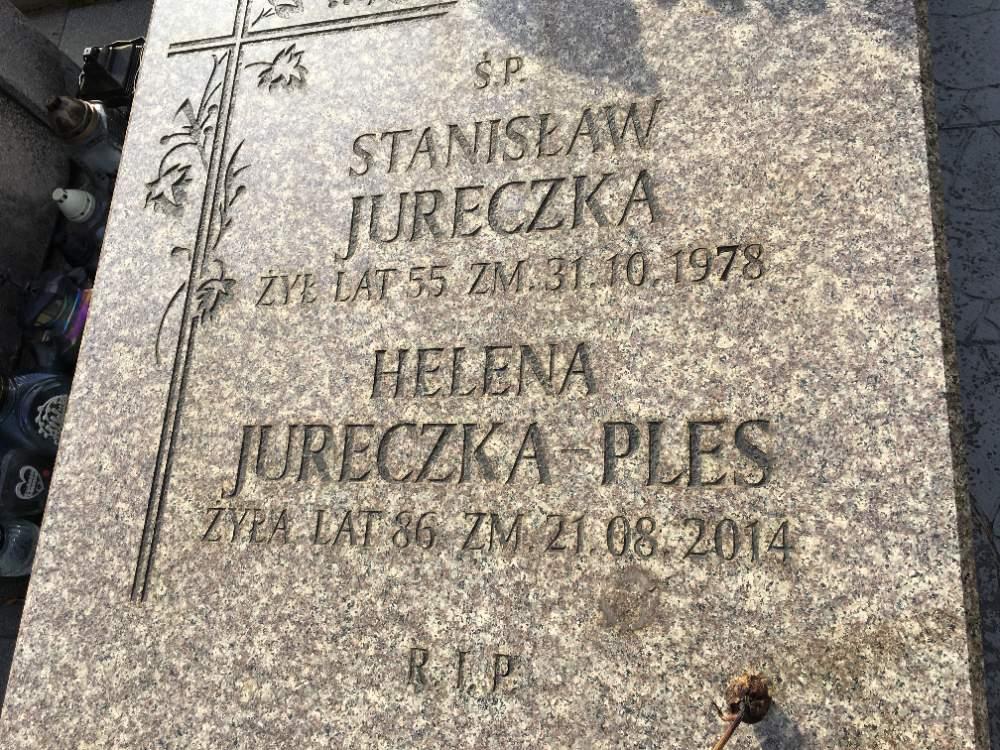 Ś.P.
STANISŁAW
JURECZKA
ŻYŁ LAT 55 ZM. 31.10.1978
HELENA
JURECZKA-PLES
ŻYŁA LAT 86 ZM. 21.08.2014
R.I.P.